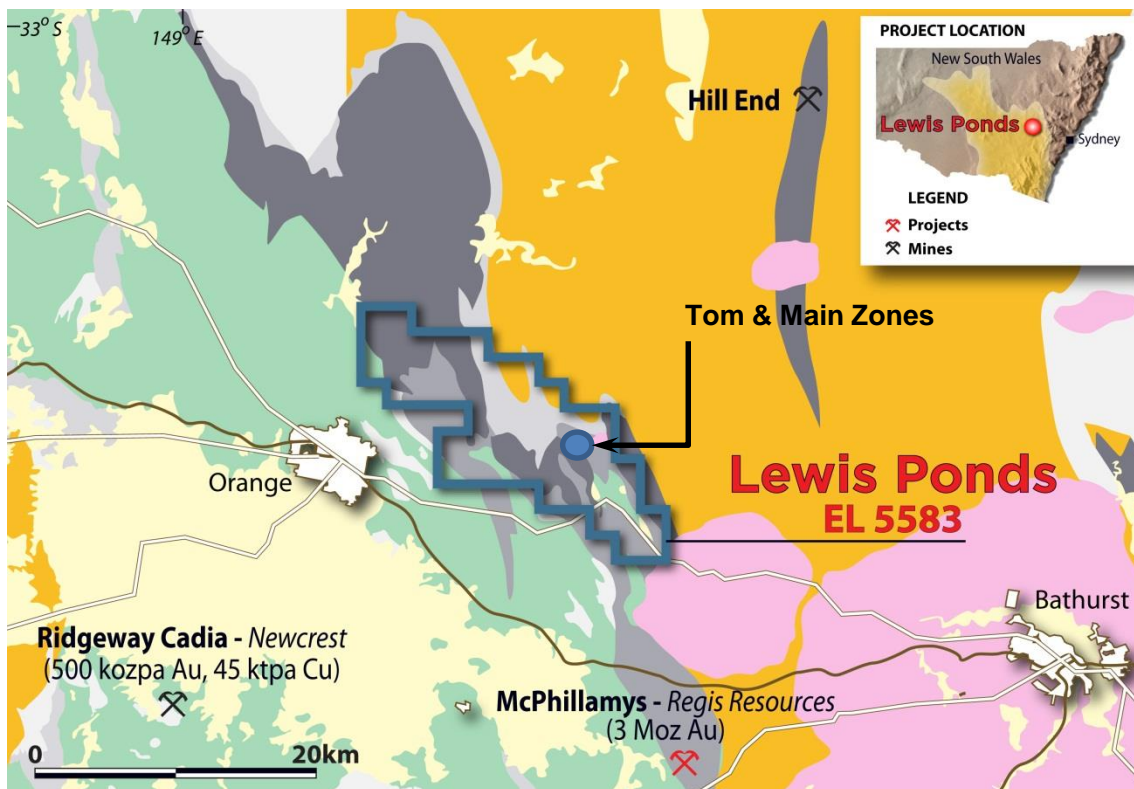 33° S
149° E
PROJECT LOCATION
New South Wales
Lewis Ponds
Sydney
LEGEND
Projects
Mines
Hill End
Tom & Main Zones
Orange
Lewis Ponds
EL 5583
Bathurst
Ridgeway Cadia - Newcrest
(500 kozpa Au, 45 ktpa Cu)
McPhillamys - Regis Resources
(3 Moz Au)
0 20km